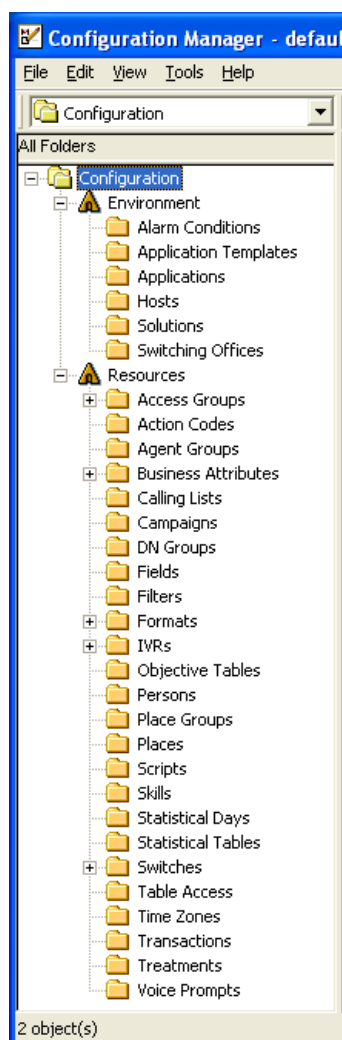 Configuration Manager - defaul
File Edit View Tools Help
Configuration
All Folders
Configuration
Environment
Alarm Conditions
Application Templates
Applications
Hosts
Solutions
Switching Offices
Resources
Access Groups
Action Codes
Agent Groups
Business Attributes
Calling Lists
Campaigns
DN Groups
Fields
Filters
Formats
IVRs
Objective Tables
Persons
Place Groups
Places
Scripts
Skills
Statistical Days
Statistical Tables
Switches
Table Access
Time Zones
Transactions
Treatments
Voice Prompts
2 object(s)